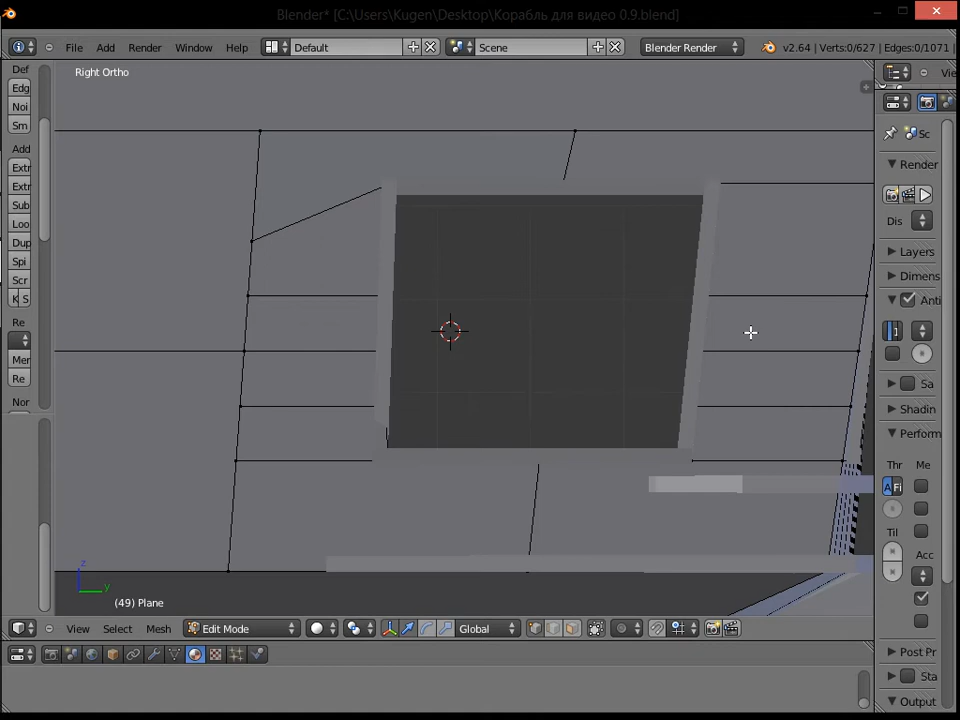 Blender* [C:\Users\Kugen\Desktop\Корабль для видео 0.9.blend]
File Add Render Window Help Default Scene Blender Render v2.64 | Verts:0/627 | Edges:0/1071
Right Ortho
Def
Edg
Noi
Sm
Add
Extr
Extr
Sub
Loo
Dup
Spi
Scr
K S
Re
Mer
Re
Nor
Vie
Sc
Render
Dis
Layers
Dimens
Anti
Sa
Shadin
Perform
Thr Me
A Fi
Til
Acc
Post Pr
Sta
Output
z
y
(49) Plane
View Select Mesh Edit Mode Global